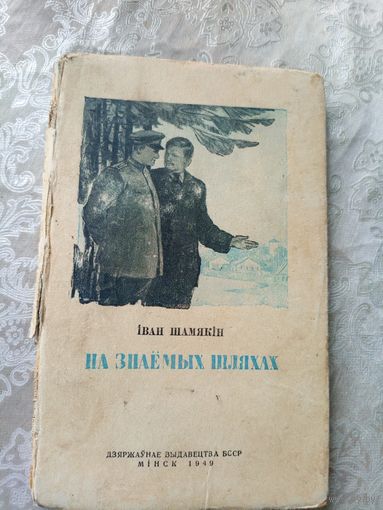 ІВАН ШАМЯКІН
НА ЗНАЁМЫХ ШЛЯХАХ
ДЗЯРЖАЎНАЕ ВЫДАВЕЦТВА БССР
МІНСК 1949